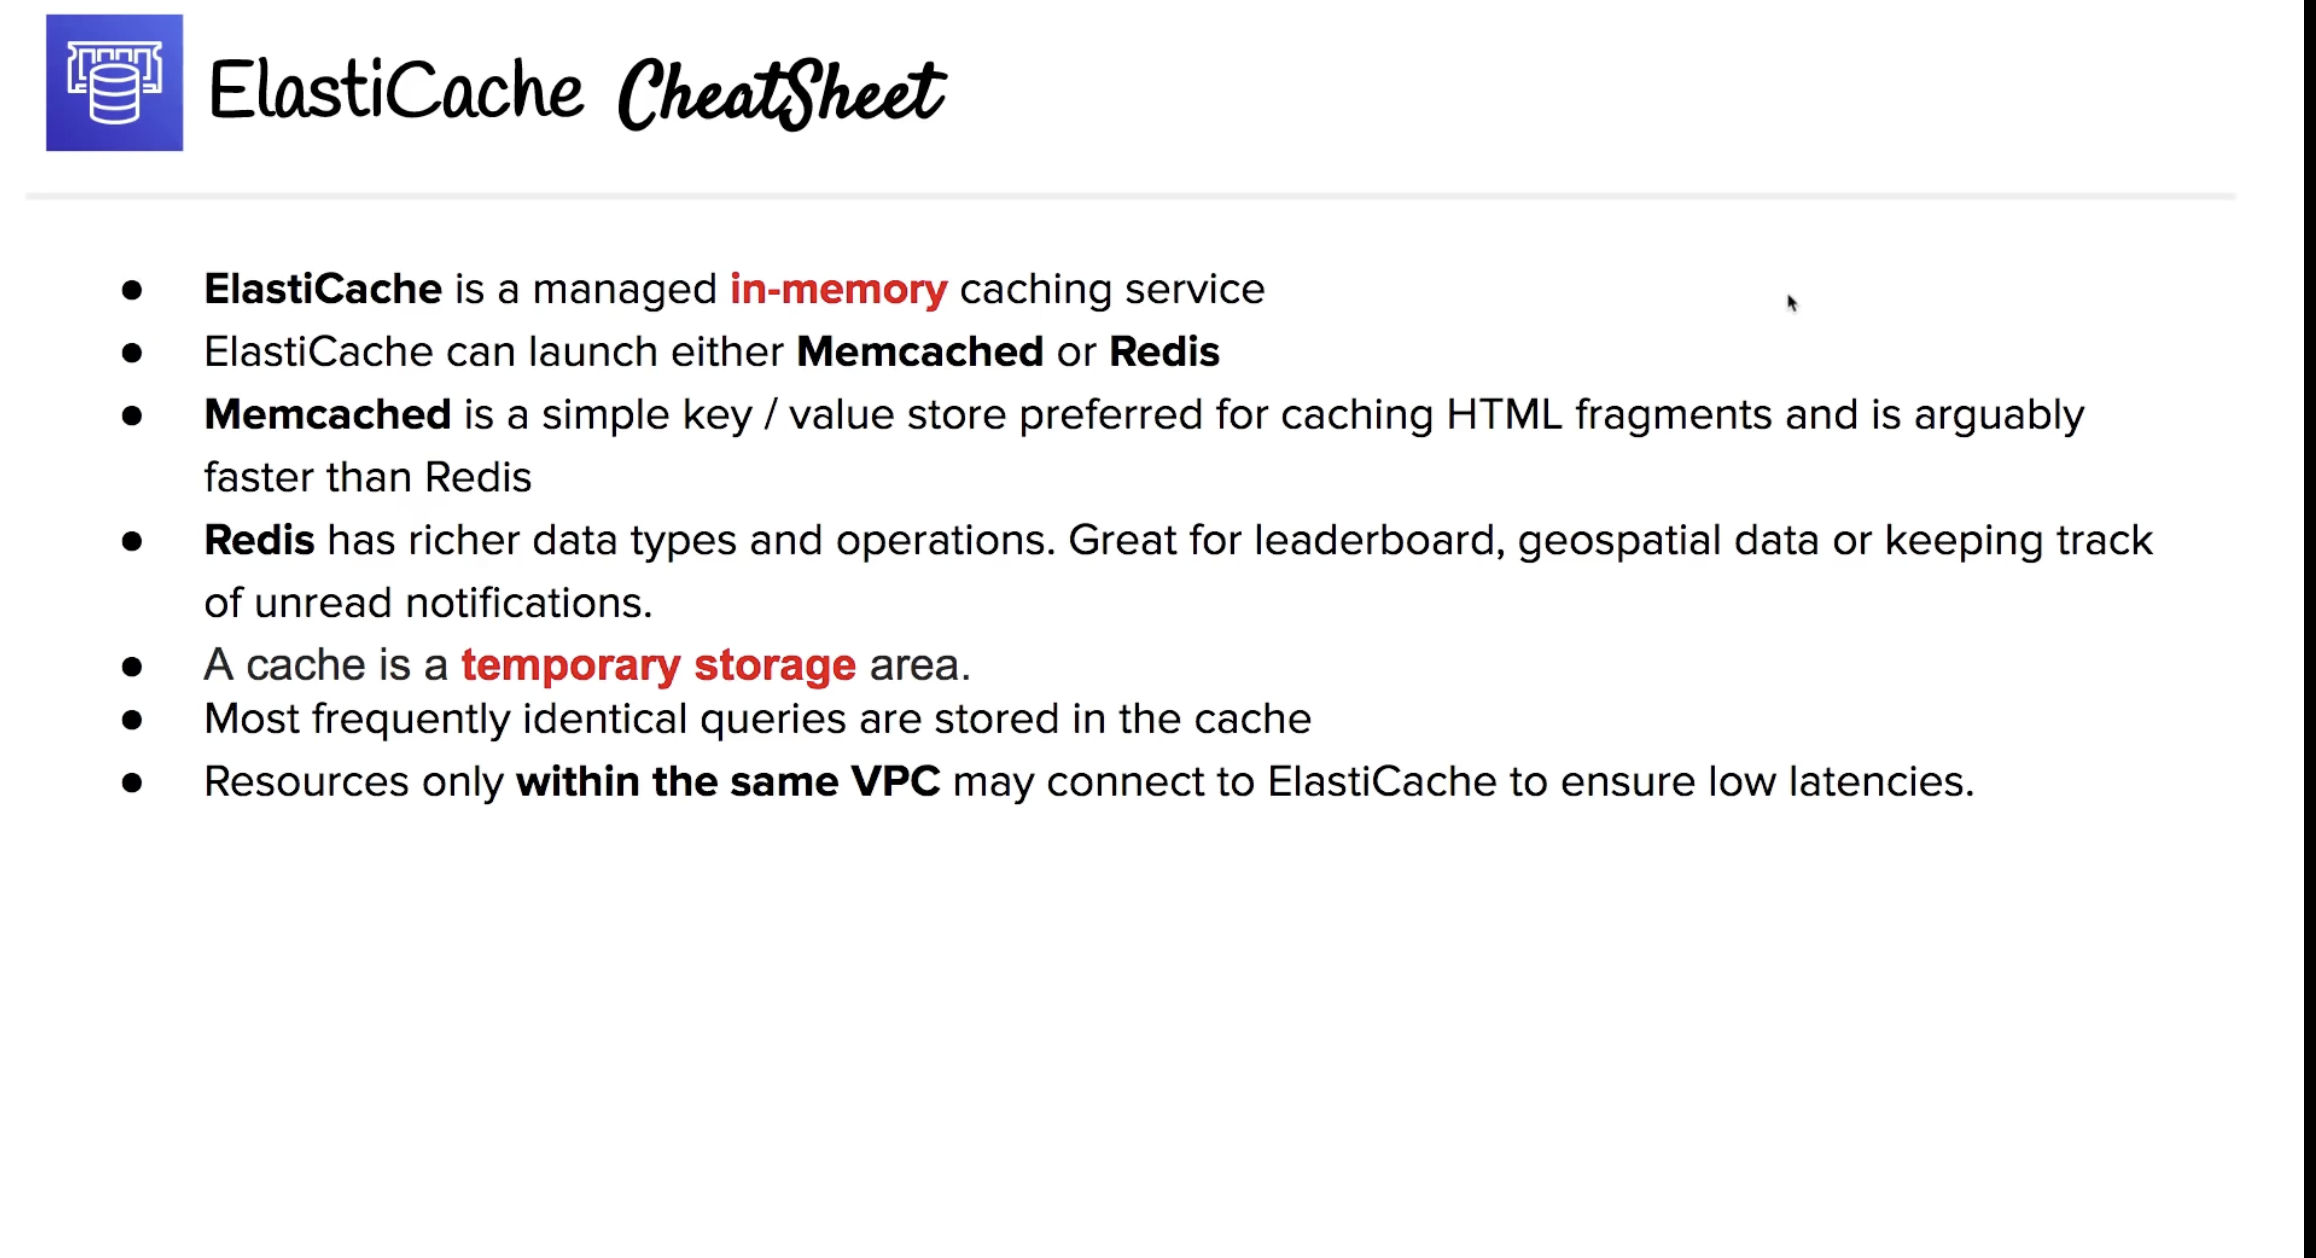 ElastiCache CheatSheet
● ElastiCache is a managed in-memory caching service
● ElastiCache can launch either Memcached or Redis
● Memcached is a simple key / value store preferred for caching HTML fragments and is arguably
faster than Redis
● Redis has richer data types and operations. Great for leaderboard, geospatial data or keeping track
of unread notifications.
● A cache is a temporary storage area.
● Most frequently identical queries are stored in the cache
● Resources only within the same VPC may connect to ElastiCache to ensure low latencies.